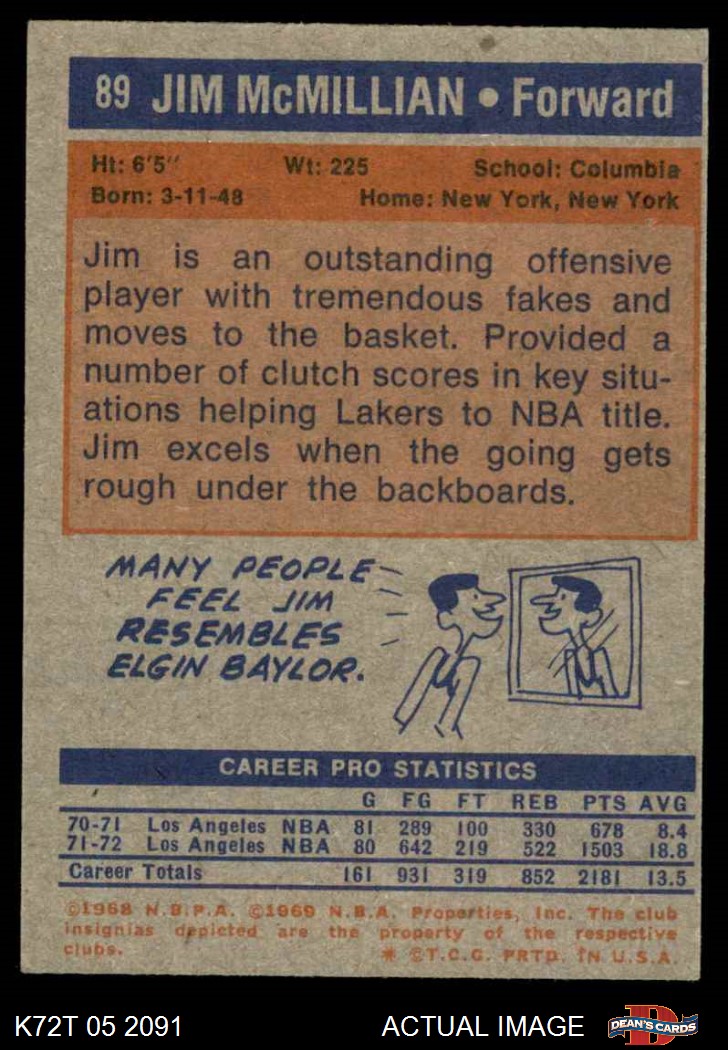 89 JIM McMILLIAN • Forward
Ht: 6'5" Wt: 225 School: Columbia
Born: 3-11-48 Home: New York, New York
Jim is an outstanding offensive
player with tremendous fakes and
moves to the basket. Provided a
number of clutch scores in key situ-
ations helping Lakers to NBA title.
Jim excels when the going gets
rough under the backboards.
MANY PEOPLE
FEEL JIM
RESEMBLES
ELGIN BAYLOR.
CAREER PRO STATISTICS
G FG FT REB PTS AVG
70-71 Los Angeles NBA 81 289 100 330 678 8.4
71-72 Los Angeles NBA 80 642 219 522 1503 18.8
Career Totals 161 931 319 852 2181 13.5
©1968 N.B.P.A. ©1969 N.B.A. Properties, Inc. The club
insignias depicted are the property of the respective
clubs. * ©T.C.G. PRTD. IN U.S.A.
K72T 05 2091 ACTUAL IMAGE D DEAN'S CARDS